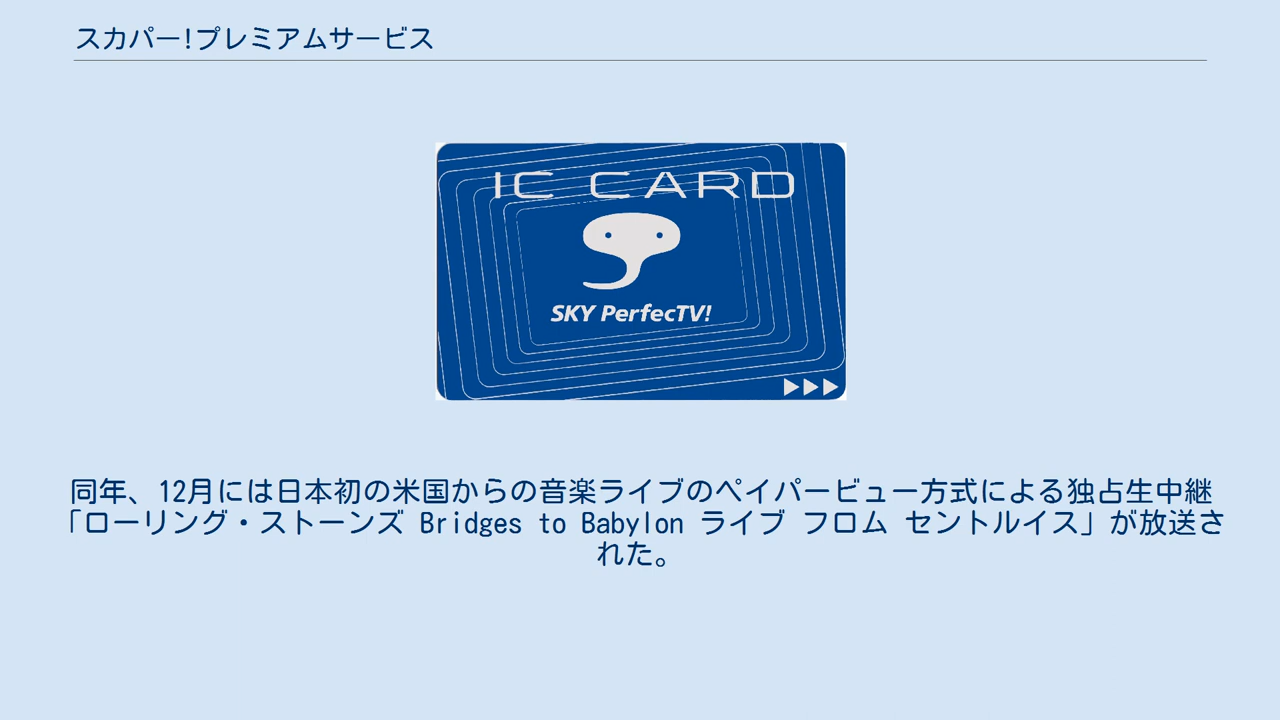 スカパー!プレミアムサービス
IC CARD
SKY PerfecTV!
同年、12月には日本初の米国からの音楽ライブのペイパービュー方式による独占生中継
「ローリング・ストーンズ Bridges to Babylon ライブ フロム セントルイス」が放送さ
れた。